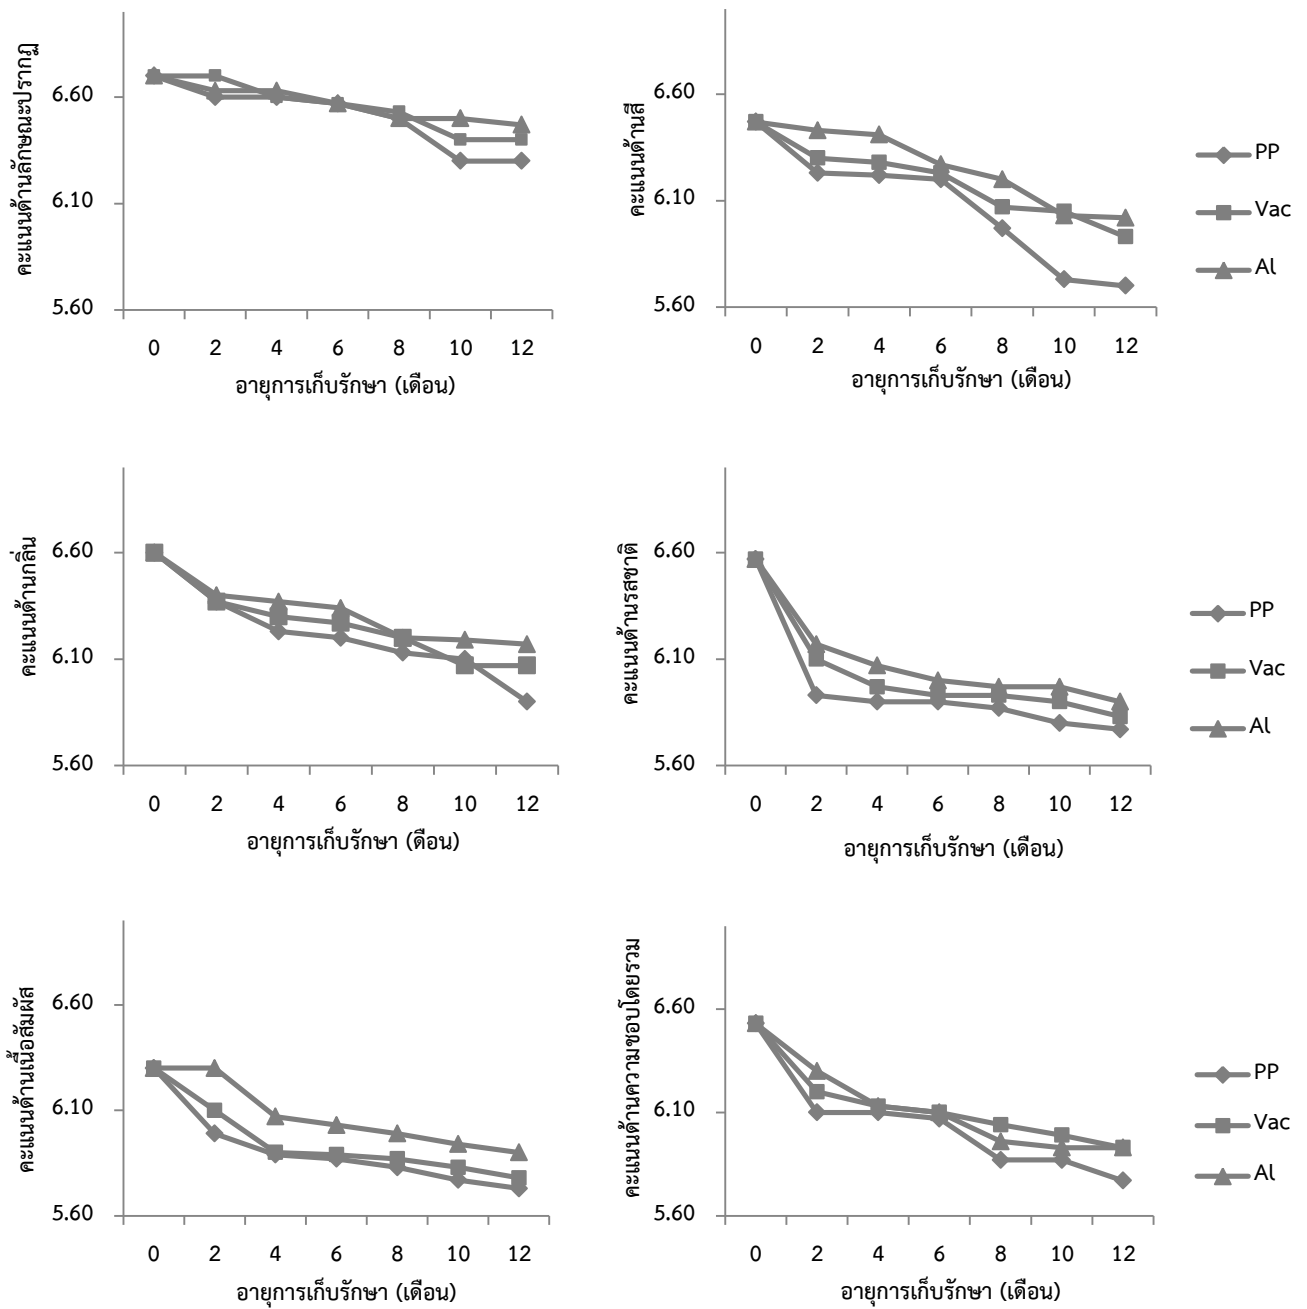 คะแนนด้านลักษณะปรากฏ
6.60
6.10
5.60
0 2 4 6 8 10 12
อายุการเก็บรักษา (เดือน)
คะแนนด้านสี
6.60
6.10
5.60
0 2 4 6 8 10 12
อายุการเก็บรักษา (เดือน)
PP
Vac
Al
คะแนนด้านกลิ่น
6.60
6.10
5.60
0 2 4 6 8 10 12
อายุการเก็บรักษา (ดือน)
คะแนนด้านรสชาติ
6.60
6.10
5.60
0 2 4 6 8 10 12
อายุการเก็บรักษา (เดือน)
PP
Vac
Al
คะแนนด้านเนื้อสัมผัส
6.60
6.10
5.60
0 2 4 6 8 10 12
อายุการเก็บรักษา (เดือน)
คะแนนด้านความชอบโดยรวม
6.60
6.10
5.60
0 2 4 6 8 10 12
อายุการเก็บรักษา (เดือน)
PP
Vac
Al